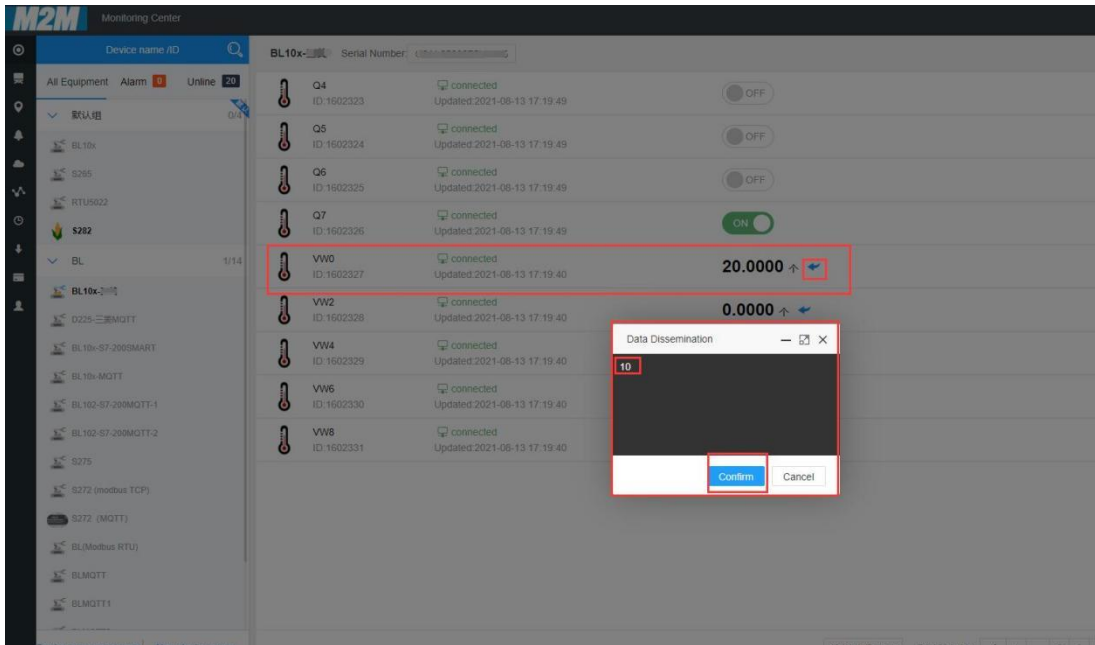 M2M Monitoring Center
Device name /ID
All Equipment Alarm 0 Unline 20
默认组 0/4
BL10x
S265
RTU5022
S282
BL 1/14
BL10x-
D225-三菱MQTT
BL10x-S7-200SMART
BL10x-MQTT
BL102-S7-200MQTT-1
BL102-S7-200MQTT-2
S275
S272 (modbus TCP)
S272 (MQTT)
BL(Modbus RTU)
BLMQTT
BLMQTT1
BL10x- Serial Number:
Q4 connected OFF
ID:1602323 Updated:2021-08-13 17:19:49
Q5 connected OFF
ID:1602324 Updated:2021-08-13 17:19:49
Q6 connected OFF
ID:1602325 Updated:2021-08-13 17:19:49
Q7 connected ON
ID:1602326 Updated:2021-08-13 17:19:49
VW0 connected 20.0000 个
ID:1602327 Updated:2021-08-13 17:19:40
VW2 connected 0.0000 个
ID:1602328 Updated:2021-08-13 17:19:40
VW4 connected
ID:1602329 Updated:2021-08-13 17:19:40
VW6 connected
ID:1602330 Updated:2021-08-13 17:19:40
VW8 connected
ID:1602331 Updated:2021-08-13 17:19:40
Data Dissemination
10
Confirm Cancel